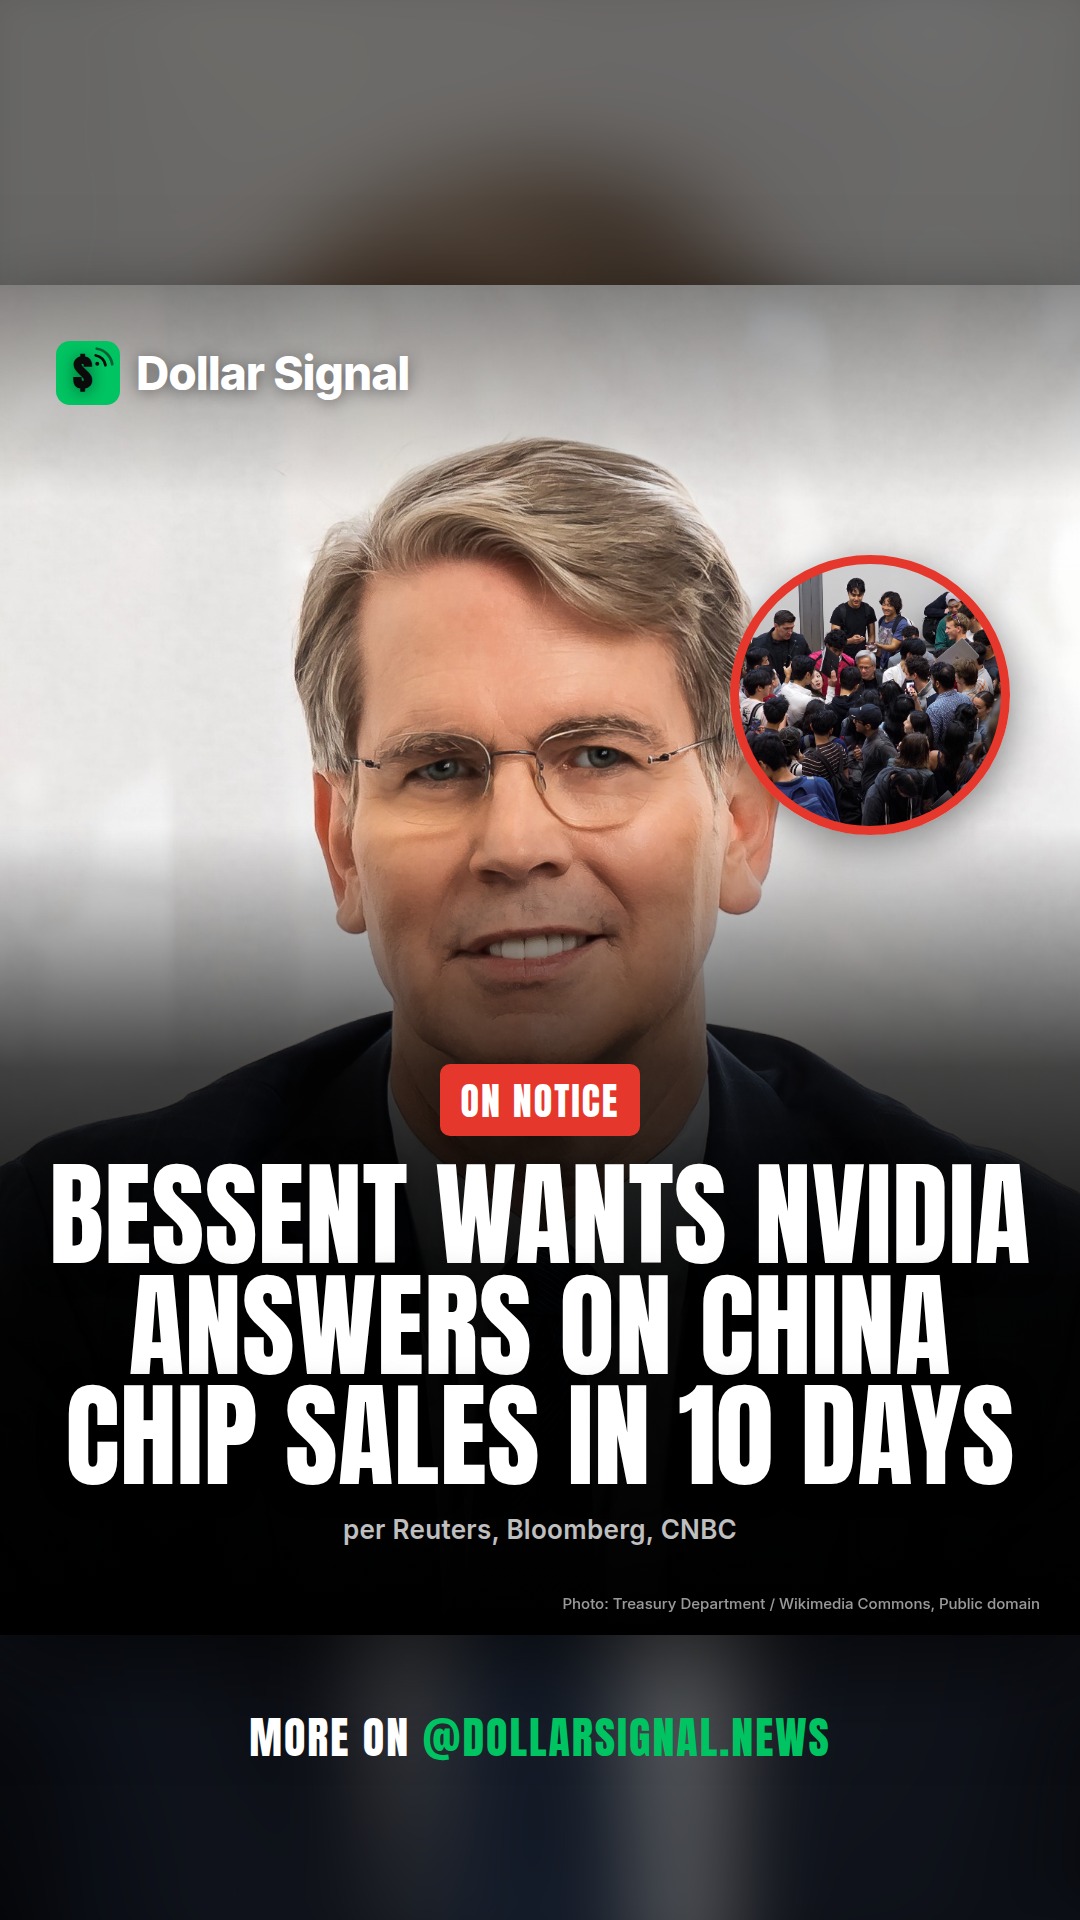 $ Dollar Signal
ON NOTICE
BESSENT WANTS NVIDIA
ANSWERS ON CHINA
CHIP SALES IN 10 DAYS
per Reuters, Bloomberg, CNBC
Photo: Treasury Department / Wikimedia Commons, Public domain
MORE ON @DOLLARSIGNAL.NEWS